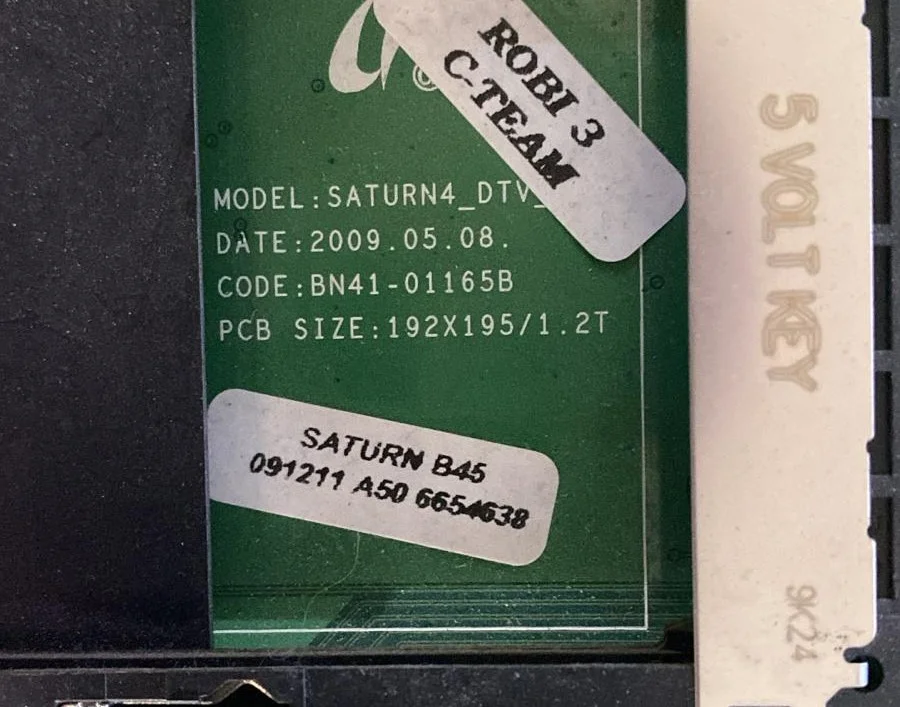 ROBI 3
C-TEAM
MODEL:SATURN4_DTV_
DATE:2009.05.08.
CODE:BN41-01165B
PCB SIZE:192X195/1.2T
SATURN B45
091211 A50 6654638
5 VOLT KEY
9K24